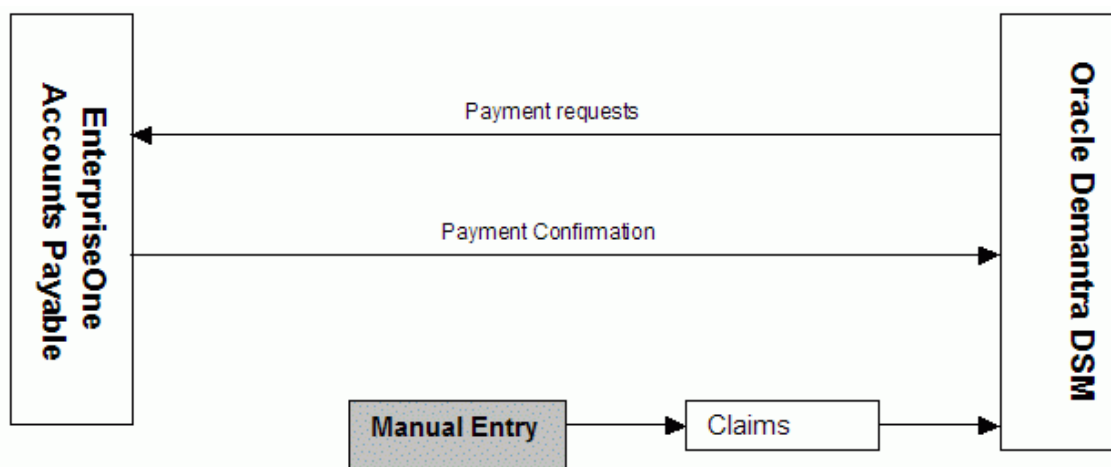 EnterpriseOne
Accounts Payable
Payment requests
Payment Confirmation
Oracle Demantra DSM
Manual Entry
Claims